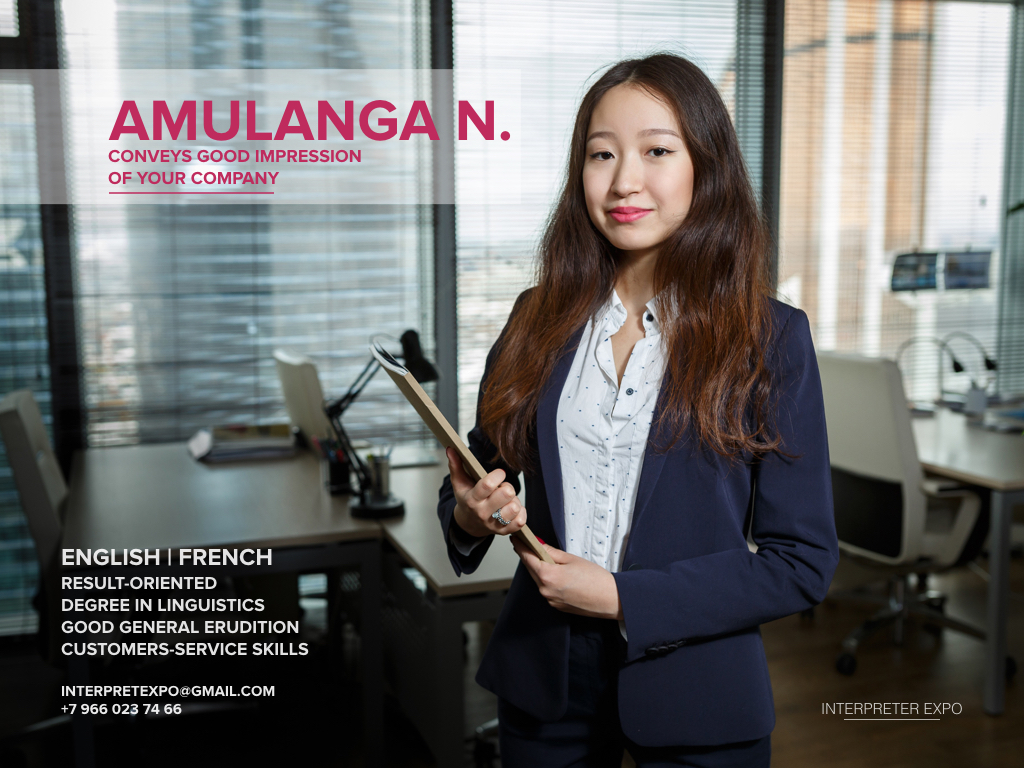 AMULANGA N.
CONVEYS GOOD IMPRESSION
OF YOUR COMPANY
ENGLISH | FRENCH
RESULT-ORIENTED
DEGREE IN LINGUISTICS
GOOD GENERAL ERUDITION
CUSTOMERS-SERVICE SKILLS
INTERPRETEXPO@GMAIL.COM
+7 966 023 74 66
INTERPRETER EXPO